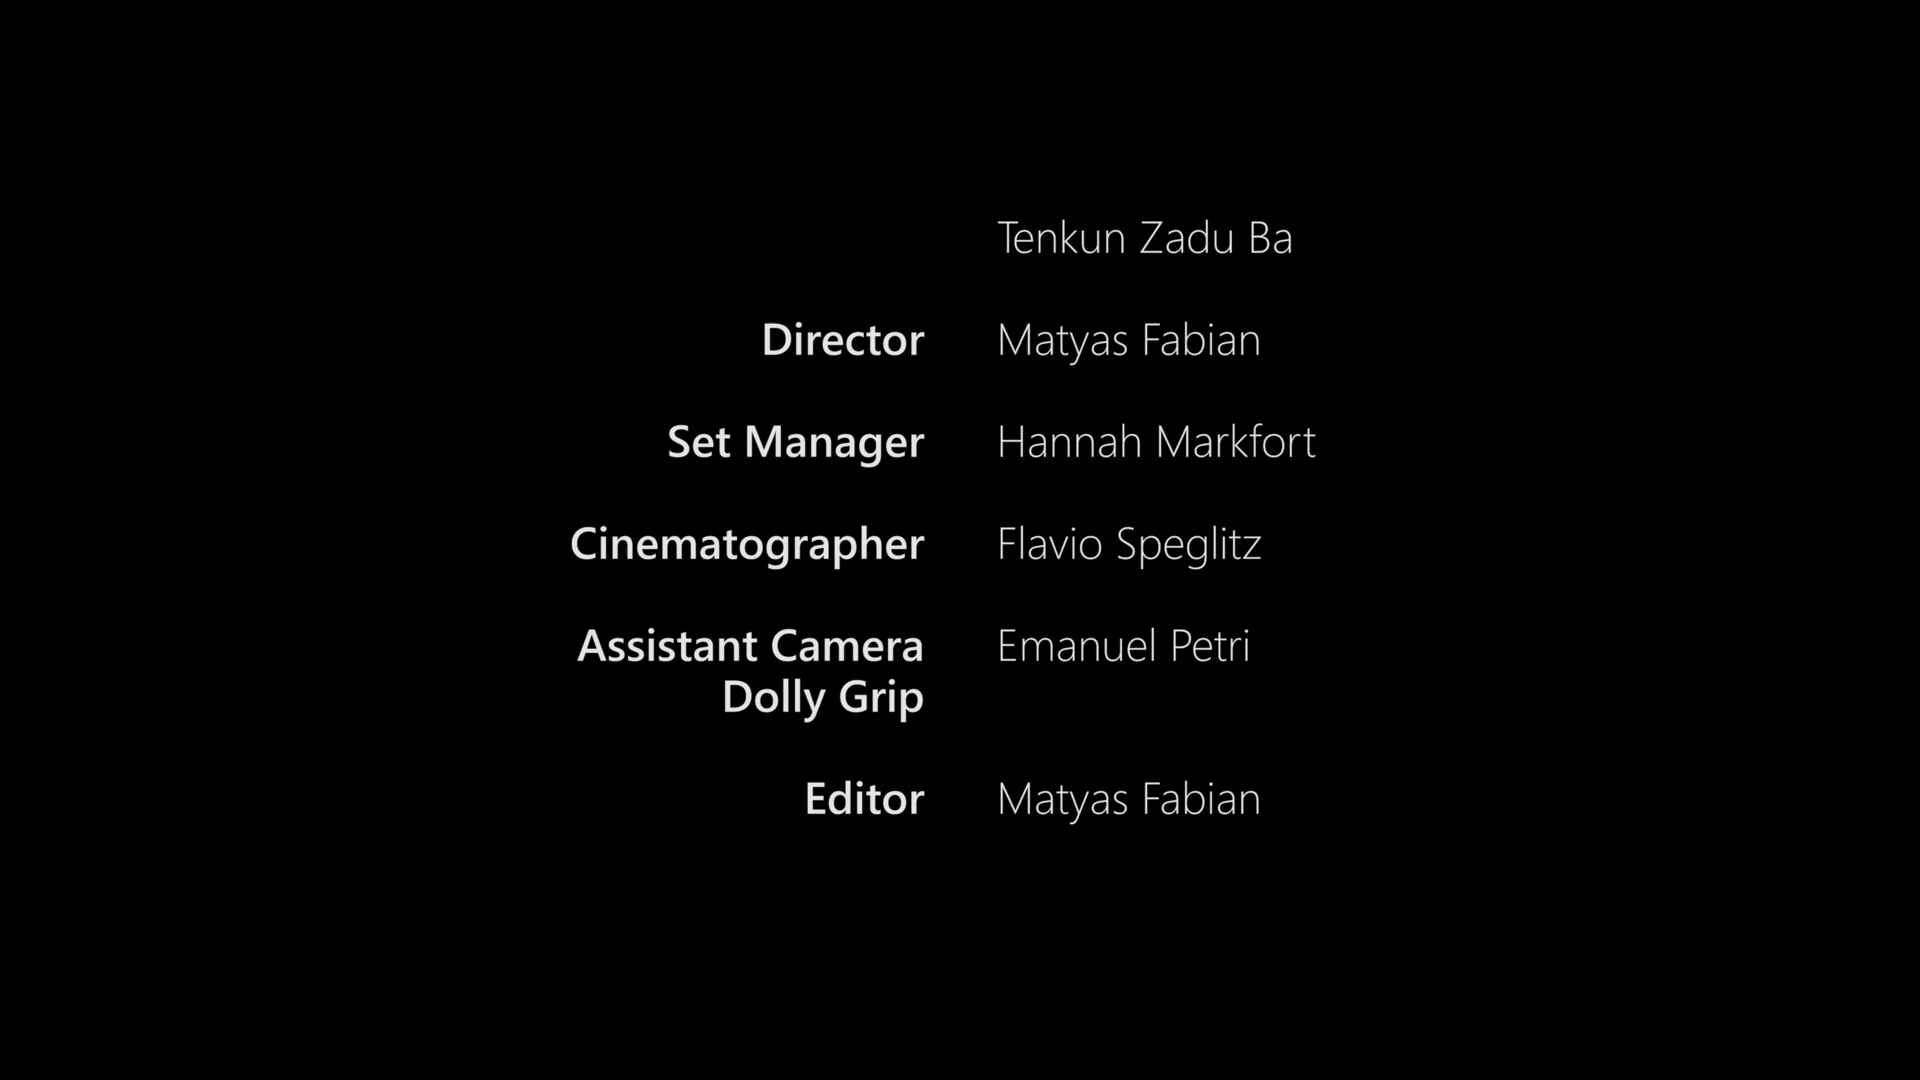 Tenkun Zadu Ba
Director Matyas Fabian
Set Manager Hannah Markfort
Cinematographer Flavio Speglitz
Assistant Camera Emanuel Petri
Dolly Grip
Editor Matyas Fabian